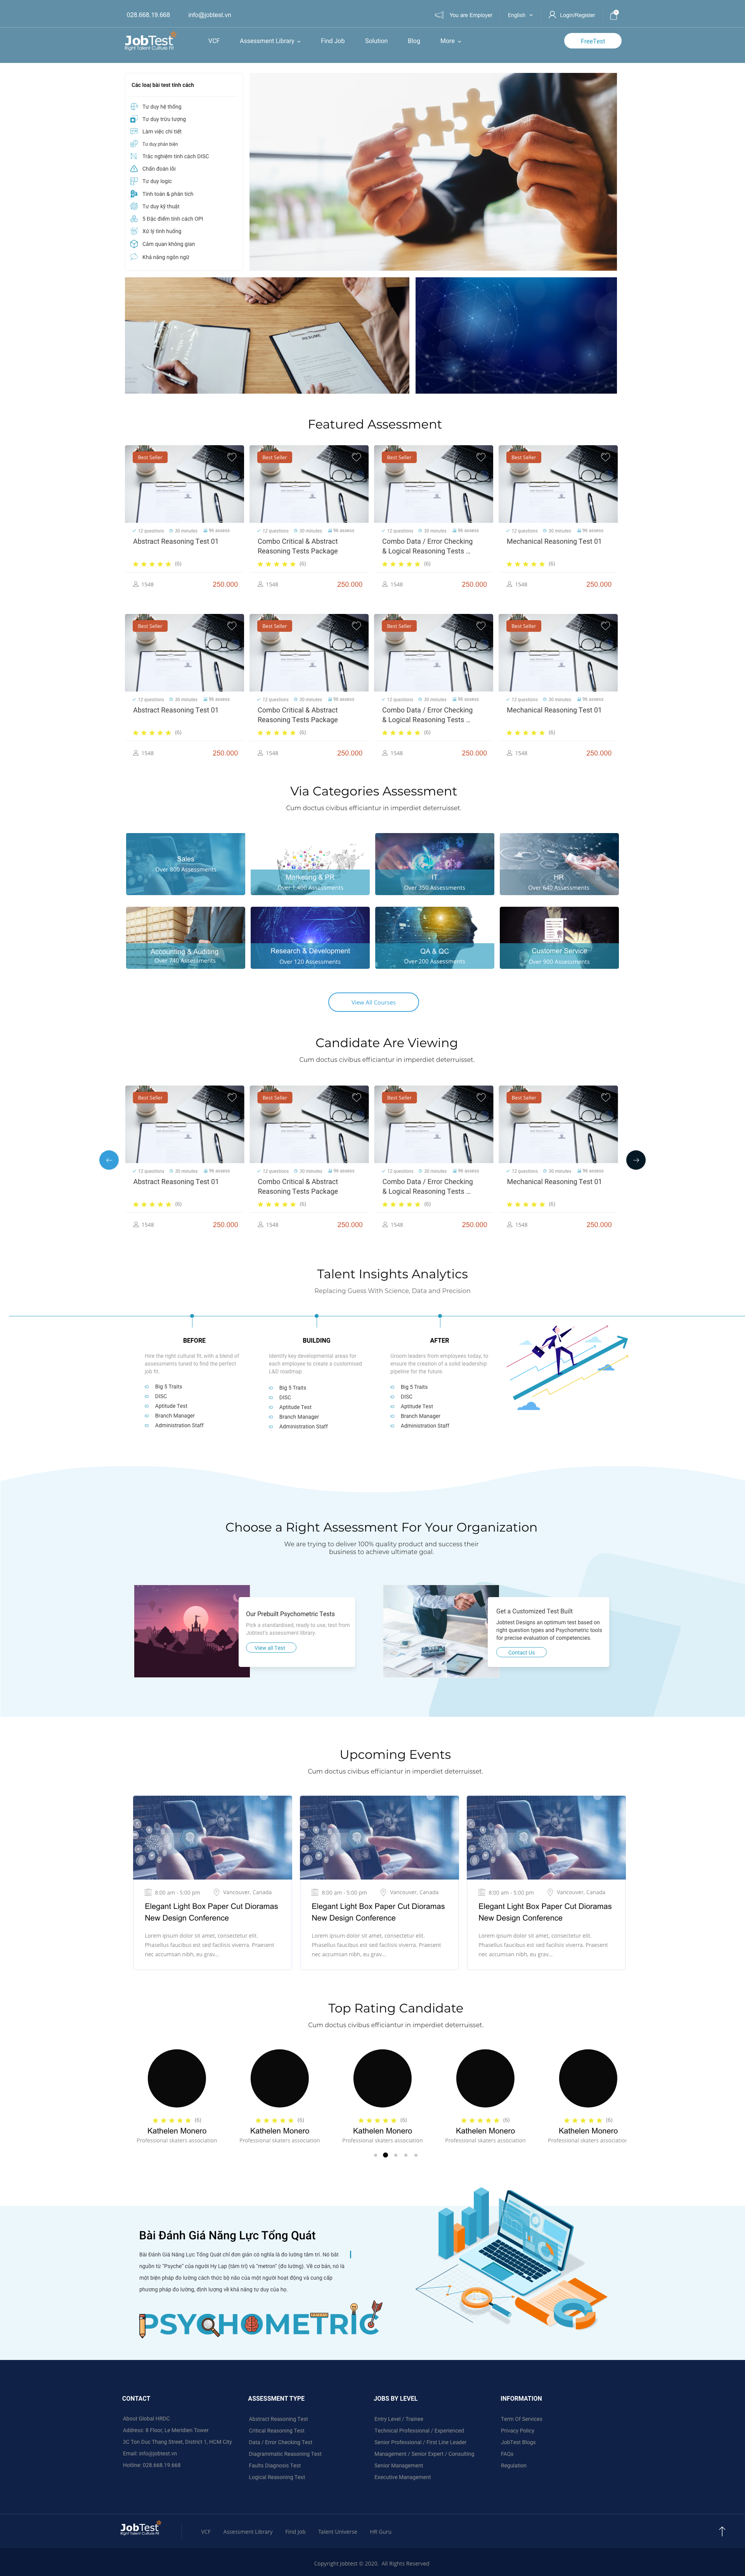 028.668.19.668 info@jobtest.vn You are Employer English Login/Register 0
JobTest
Right Talent Culture Fit
VCF Assessment Library Find Job Solution Blog More FreeTest
Các loại bài test tính cách
Tư duy hệ thống
Tư duy trừu tượng
Làm việc chi tiết
Tư duy phản biện
Trắc nghiệm tính cách DISC
Chẩn đoán lỗi
Tư duy logic
Tính toán & phân tích
Tư duy kỹ thuật
5 Đặc điểm tính cách OPI
Xử lý tình huống
Cảm quan không gian
Khả năng ngôn ngữ
RESUME
Featured Assessment
Best Seller Best Seller Best Seller Best Seller
12 questions 30 minutes 96 assess 12 questions 30 minutes 96 assess 12 questions 30 minutes 96 assess 12 questions 30 minutes 96 assess
Abstract Reasoning Test 01 Combo Critical & Abstract Combo Data / Error Checking Mechanical Reasoning Test 01
Reasoning Tests Package & Logical Reasoning Tests ...
(6) (6) (6) (6)
1548 250.000 1548 250.000 1548 250.000 1548 250.000
Best Seller Best Seller Best Seller Best Seller
12 questions 30 minutes 96 assess 12 questions 30 minutes 96 assess 12 questions 30 minutes 96 assess 12 questions 30 minutes 96 assess
Abstract Reasoning Test 01 Combo Critical & Abstract Combo Data / Error Checking Mechanical Reasoning Test 01
Reasoning Tests Package & Logical Reasoning Tests ...
(6) (6) (6) (6)
1548 250.000 1548 250.000 1548 250.000 1548 250.000
Via Categories Assessment
Cum doctus civibus efficiantur in imperdiet deterruisset.
Sales
Over 800 Assessments
Marketing & PR
Over 1,400 Assessments
IT
Over 350 Assessments
HR
Over 640 Assessments
Accounting & Auditing
Over 740 Assessments
Research & Development
Over 120 Assessments
QA & QC
Over 200 Assessments
Customer Service
Over 900 Assessments
View All Courses
Candidate Are Viewing
Cum doctus civibus efficiantur in imperdiet deterruisset.
Best Seller Best Seller Best Seller Best Seller
12 questions 30 minutes 96 assess 12 questions 30 minutes 96 assess 12 questions 30 minutes 96 assess 12 questions 30 minutes 96 assess
Abstract Reasoning Test 01 Combo Critical & Abstract Combo Data / Error Checking Mechanical Reasoning Test 01
Reasoning Tests Package & Logical Reasoning Tests ...
(6) (6) (6) (6)
1548 250.000 1548 250.000 1548 250.000 1548 250.000
Talent Insights Analytics
Replacing Guess With Science, Data and Precision
BEFORE
Hire the right cultural fit, with a blend of
assessments tuned to find the perfect
job fit.
Big 5 Traits
DISC
Aptitude Test
Branch Manager
Administration Staff
BUILDING
Identify key developmental areas for
each employee to create a customised
L&D roadmap.
Big 5 Traits
DISC
Aptitude Test
Branch Manager
Administration Staff
AFTER
Groom leaders from employees today, to
ensure the creation of a solid leadership
pipeline for the future.
Big 5 Traits
DISC
Aptitude Test
Branch Manager
Administration Staff
Choose a Right Assessment For Your Organization
We are trying to deliver 100% quality product and success their
business to achieve ultimate goal.
Our Prebuilt Psychometric Tests
Pick a standardised, ready to use, test from
Jobtest's assessment library
View all Test
Get a Customized Test Built
Jobtest Designs an optimum test based on
right question types and Psychometric tools
for precise evaluation of competencies.
Contact Us
Upcoming Events
Cum doctus civibus efficiantur in imperdiet deterruisset.
8:00 am - 5:00 pm Vancouver, Canada
Elegant Light Box Paper Cut Dioramas
New Design Conference
Lorem ipsum dolor sit amet, consectetur elit.
Phasellus faucibus est sed facilisis viverra. Praesent
nec accumsan nibh, eu grav...
8:00 am - 5:00 pm Vancouver, Canada
Elegant Light Box Paper Cut Dioramas
New Design Conference
Lorem ipsum dolor sit amet, consectetur elit.
Phasellus faucibus est sed facilisis viverra. Praesent
nec accumsan nibh, eu grav...
8:00 am - 5:00 pm Vancouver, Canada
Elegant Light Box Paper Cut Dioramas
New Design Conference
Lorem ipsum dolor sit amet, consectetur elit.
Phasellus faucibus est sed facilisis viverra. Praesent
nec accumsan nibh, eu grav...
Top Rating Candidate
Cum doctus civibus efficiantur in imperdiet deterruisset.
(6) (6) (6) (6) (6)
Kathelen Monero Kathelen Monero Kathelen Monero Kathelen Monero Kathelen Monero
Professional skaters association Professional skaters association Professional skaters association Professional skaters association Professional skaters association
Bài Đánh Giá Năng Lực Tổng Quát
Bài Đánh Giá Năng Lực Tổng Quát chỉ đơn giản có nghĩa là đo lường tâm trí. Nó bắt
nguồn từ "Psyche" của người Hy Lạp (tâm trí) và "metron" (đo lường). Về cơ bản, nó là
một biện pháp đo lường cách thức bộ não của một người hoạt động và cung cấp
phương pháp đo lường, định lượng về khả năng tư duy của họ.
PSYCHOMETRIC
CONTACT
About Global HRDC
Address: 8 Floor, Le Meridien Tower
3C Ton Duc Thang Street, District 1, HCM City
Email: info@jobtest.vn
Hotline: 028.668.19.668
ASSESSMENT TYPE
Abstract Reasoning Test
Critical Reasoning Test
Data / Error Checking Test
Diagrammatic Reasoning Test
Faults Diagnosis Test
Logical Reasoning Test
JOBS BY LEVEL
Entry Level / Trainee
Technical Professional / Experienced
Senior Professional / First Line Leader
Management / Senior Expert / Consulting
Senior Management
Executive Management
INFORMATION
Term Of Services
Privacy Policy
JobTest Blogs
FAQs
Regulation
JobTest
Right Talent Culture Fit
VCF Assessment Library Find Job Talent Universe HR Guru
Copyright Jobtest © 2020. All Rights Reserved